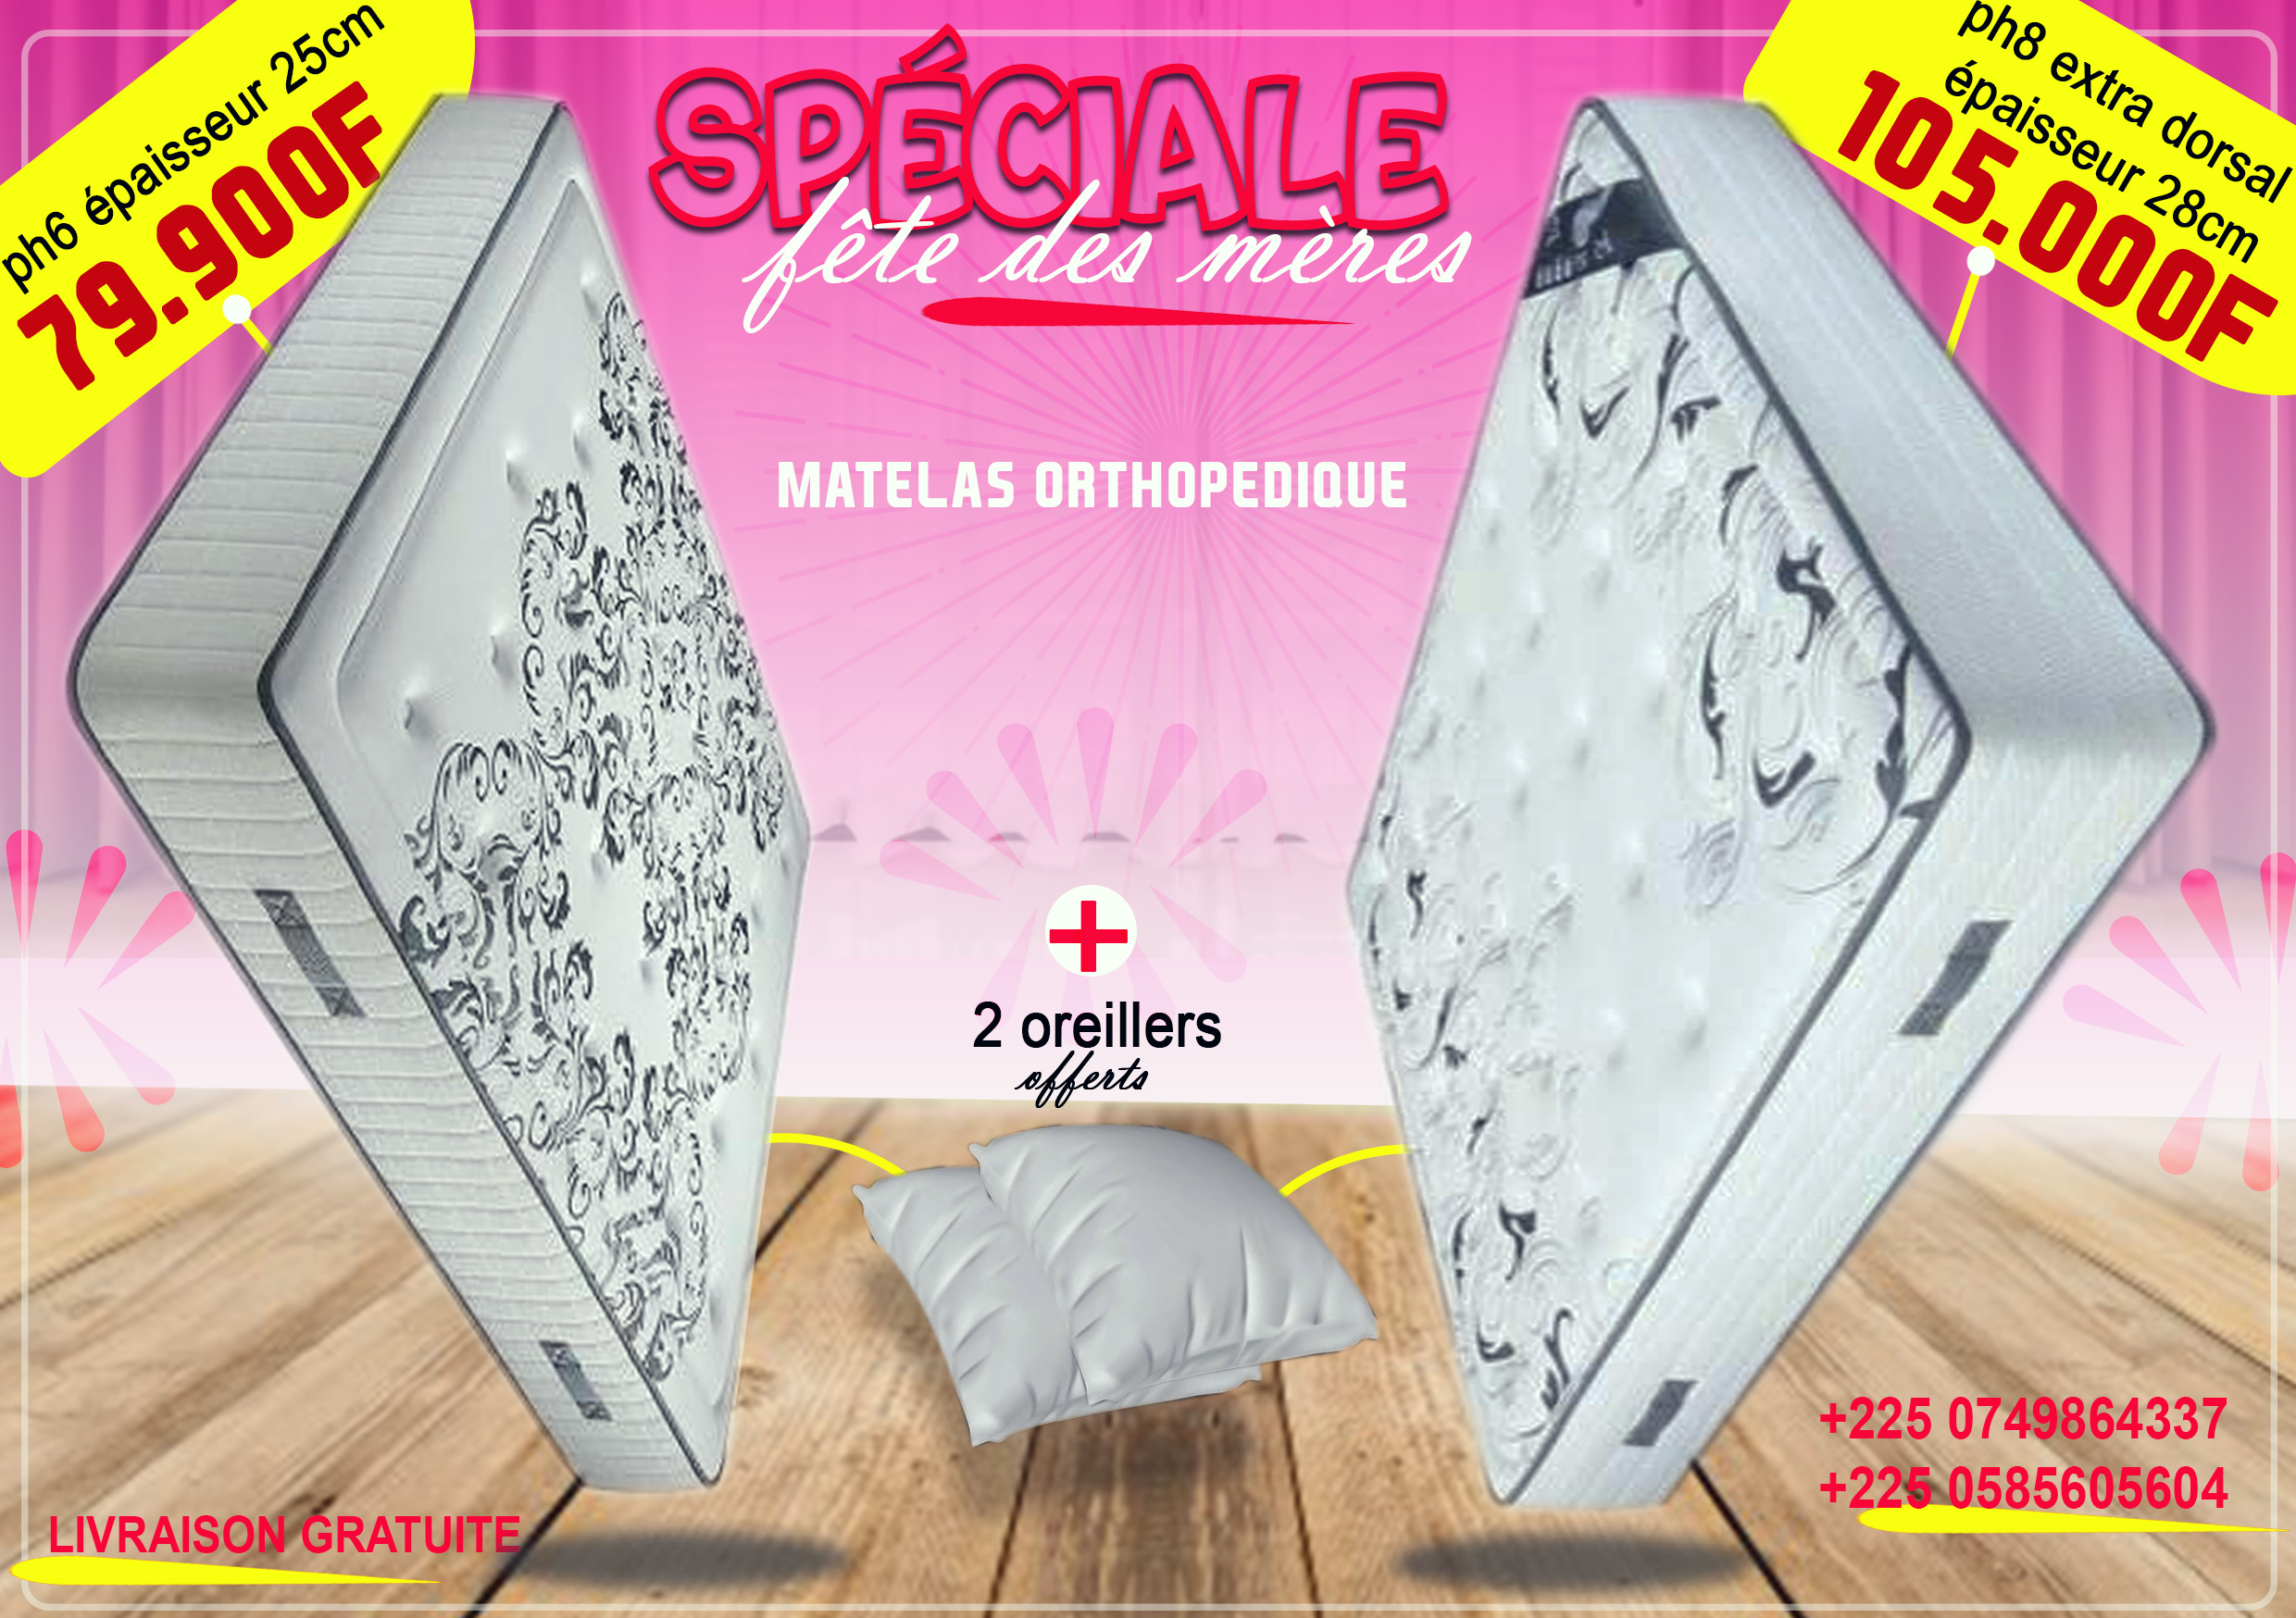 ph6 épaisseur 25cm
79.900F
SPÉCIALE
fête des mères
ph8 extra dorsal
épaisseur 28cm
105.000F
MATELAS ORTHOPEDIQUE
+
2 oreillers
offerts
+225 0749864337
+225 0585605604
LIVRAISON GRATUITE